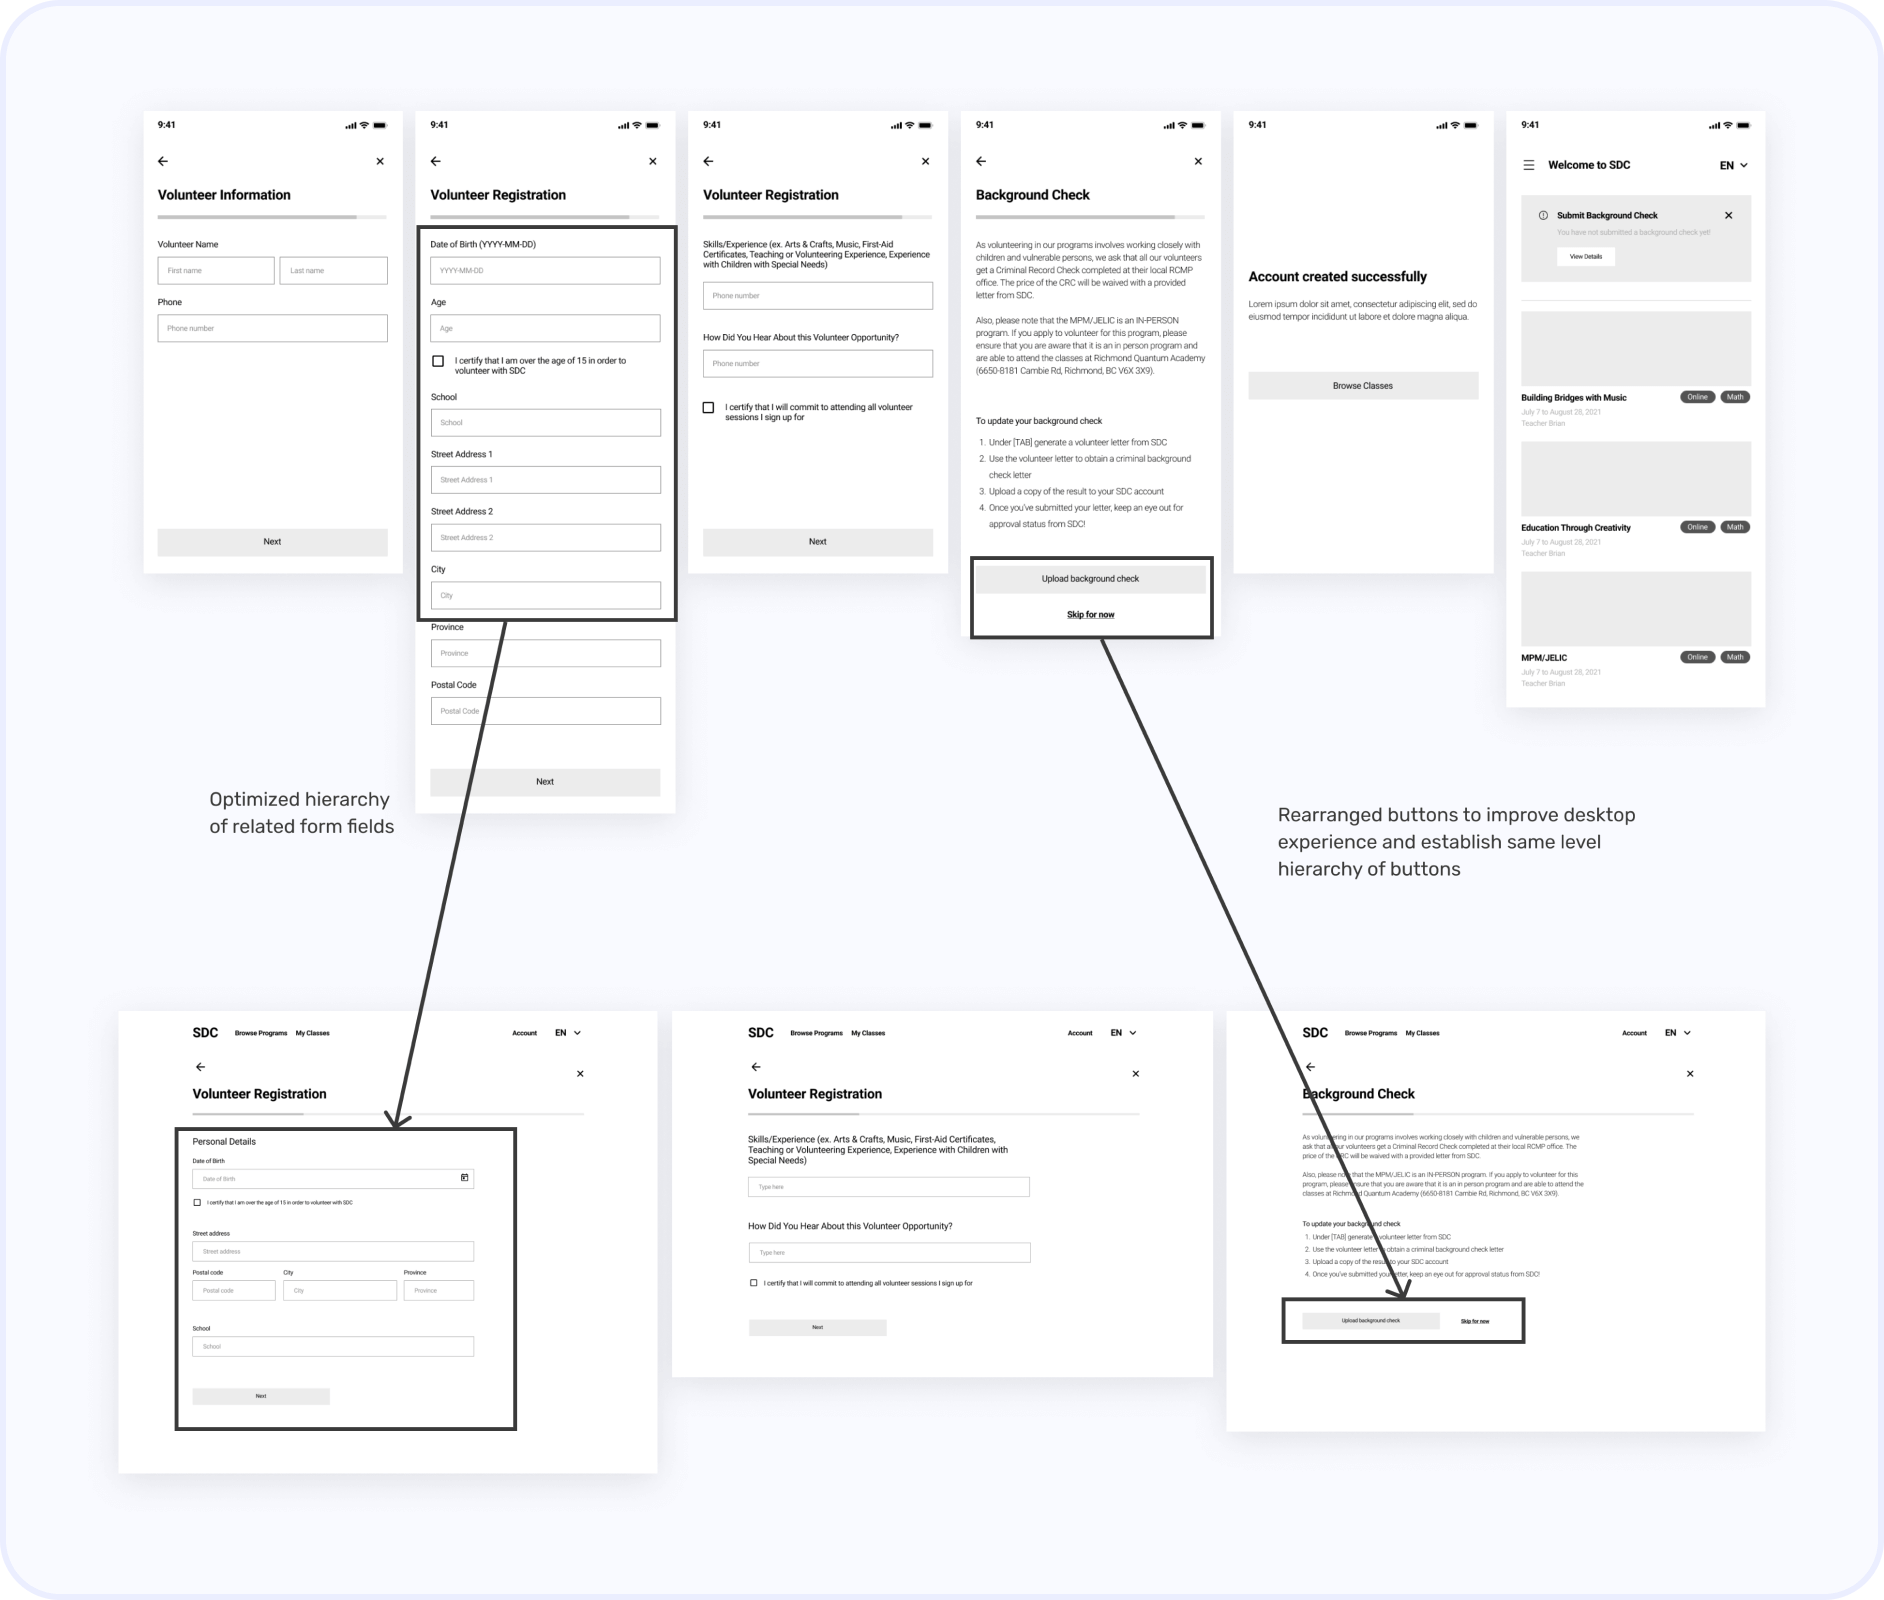 9:41
Volunteer Information
Volunteer Name
First name
Last name
Phone
Phone number
Next
9:41
Volunteer Registration
Date of Birth (YYYY-MM-DD)
YYYY-MM-DD
Age
Age
I certify that I am over the age of 15 in order to
volunteer with SDC
School
School
Street Address 1
Street Address 1
Street Address 2
Street Address 2
City
City
Province
Province
Postal Code
Postal Code
Next
9:41
Volunteer Registration
Skills/Experience (ex. Arts & Crafts, Music, First-Aid
Certificates, Teaching or Volunteering Experience, Experience
with Children with Special Needs)
Phone number
How Did You Hear About this Volunteer Opportunity?
Phone number
I certify that I will commit to attending all volunteer
sessions I sign up for
Next
9:41
Background Check
As volunteering in our programs involves working closely with
children and vulnerable persons, we ask that all our volunteers
get a Criminal Record Check completed at their local RCMP
office. The price of the CRC will be waived with a provided
letter from SDC.
Also, please note that the MPM/JELIC is an IN-PERSON
program. If you apply to volunteer for this program, please
ensure that you are aware that it is an in person program and
are able to attend the classes at Richmond Quantum Academy
(6650-8181 Cambie Rd, Richmond, BC V6X 3X9).
To update your background check
1. Under [TAB] generate a volunteer letter from SDC
2. Use the volunteer letter to obtain a criminal background
check letter
3. Upload a copy of the result to your SDC account
4. Once you've submitted your letter, keep an eye out for
approval status from SDC!
Upload background check
Skip for now
9:41
Account created successfully
Lorem ipsum dolor sit amet, consectetur adipiscing elit, sed do
eiusmod tempor incididunt ut labore et dolore magna aliqua.
Browse Classes
9:41
Welcome to SDC
EN
Submit Background Check
You have not submitted a background check yet!
View Details
Building Bridges with Music
Online
Math
July 7 to August 28, 2021
Teacher Brian
Education Through Creativity
Online
Math
July 7 to August 28, 2021
Teacher Brian
MPM/JELIC
Online
Math
July 7 to August 28, 2021
Teacher Brian
Optimized hierarchy
of related form fields
Rearranged buttons to improve desktop
experience and establish same level
hierarchy of buttons
SDC
Browse Programs
My Classes
Account
EN
Volunteer Registration
Personal Details
Date of Birth
Date of Birth
I certify that I am over the age of 15 in order to volunteer with SDC
Street address
Street address
Postal code
City
Province
Postal code
City
Province
School
School
Next
SDC
Browse Programs
My Classes
Account
EN
Volunteer Registration
Skills/Experience (ex. Arts & Crafts, Music, First-Aid Certificates,
Teaching or Volunteering Experience, Experience with Children with
Special Needs)
Type here
How Did You Hear About this Volunteer Opportunity?
Type here
I certify that I will commit to attending all volunteer sessions I sign up for
Next
SDC
Browse Programs
My Classes
Account
EN
Background Check
As volunteering in our programs involves working closely with children and vulnerable persons, we
ask that all our volunteers get a Criminal Record Check completed at their local RCMP office. The
price of the CRC will be waived with a provided letter from SDC.
Also, please note that the MPM/JELIC is an IN-PERSON program. If you apply to volunteer for this
program, please ensure that you are aware that it is an in person program and are able to attend the
classes at Richmond Quantum Academy (6650-8181 Cambie Rd, Richmond, BC V6X 3X9).
To update your background check
1. Under [TAB] generate a volunteer letter from SDC
2. Use the volunteer letter to obtain a criminal background check letter
3. Upload a copy of the result to your SDC account
4. Once you've submitted your letter, keep an eye out for approval status from SDC!
Upload background check
Skip for now